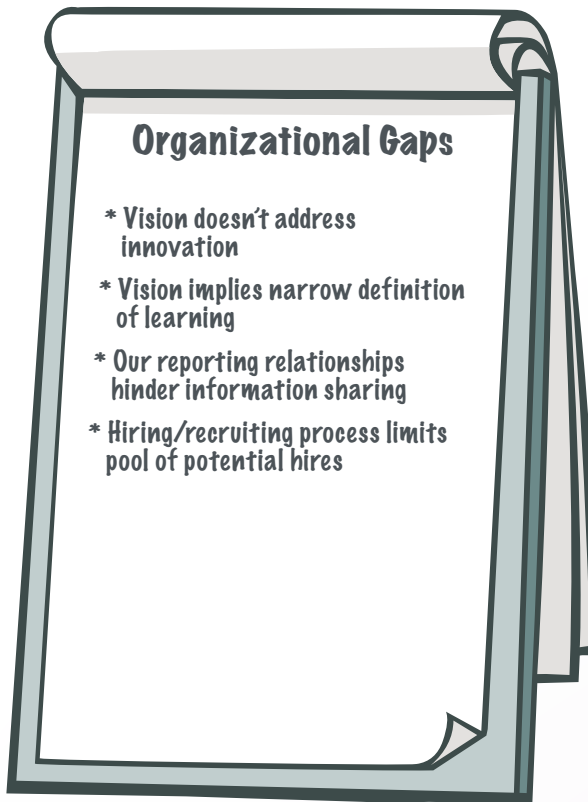 Organizational Gaps
* Vision doesn't address
innovation
* Vision implies narrow definition
of learning
* Our reporting relationships
hinder information sharing
* Hiring/recruiting process limits
pool of potential hires